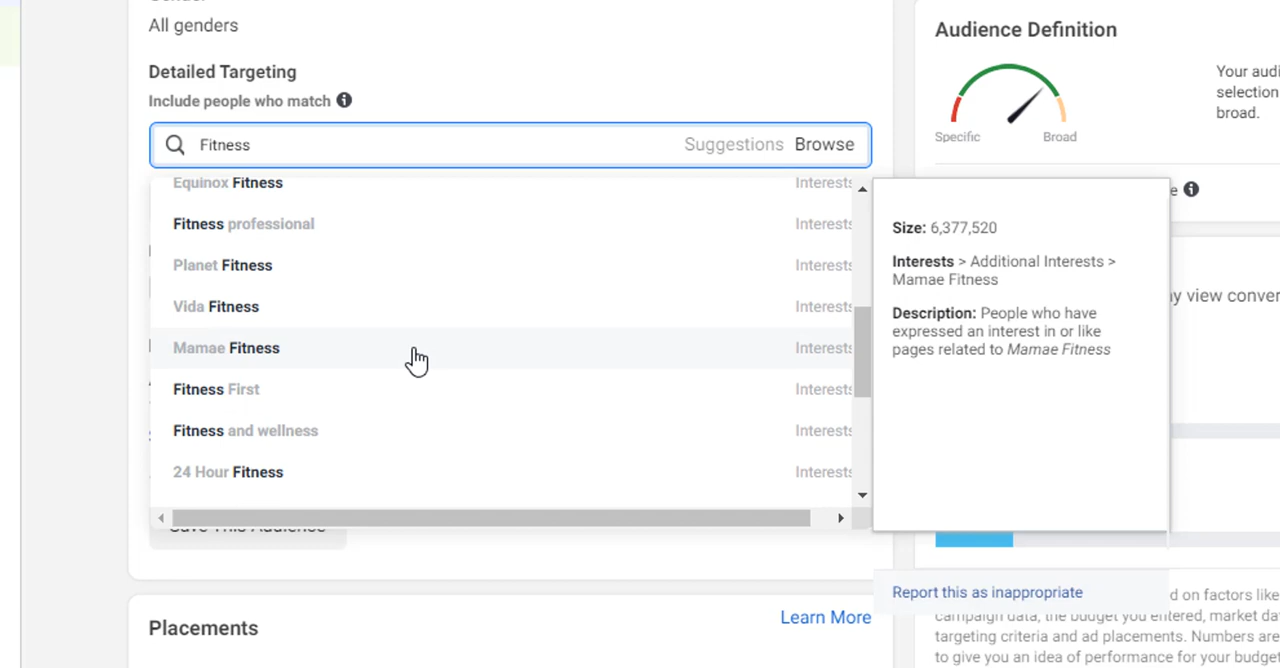 All genders
Detailed Targeting
Include people who match
Fitness
Suggestions Browse
Equinox Fitness Interests
Fitness professional Interests
Planet Fitness Interests
Vida Fitness Interests
Mamae Fitness Interests
Fitness First Interests
Fitness and wellness Interests
24 Hour Fitness Interests
Save This Audience
Placements
Learn More
Size: 6,377,520
Interests > Additional Interests >
Mamae Fitness
Description: People who have
expressed an interest in or like
pages related to Mamae Fitness
Report this as inappropriate
Audience Definition
Specific
Broad
Your audi
selection
broad.
e
y view conver
d on factors like
campaign data, the budget you entered, market da
targeting criteria and ad placements. Numbers are
to give you an idea of performance for your budget